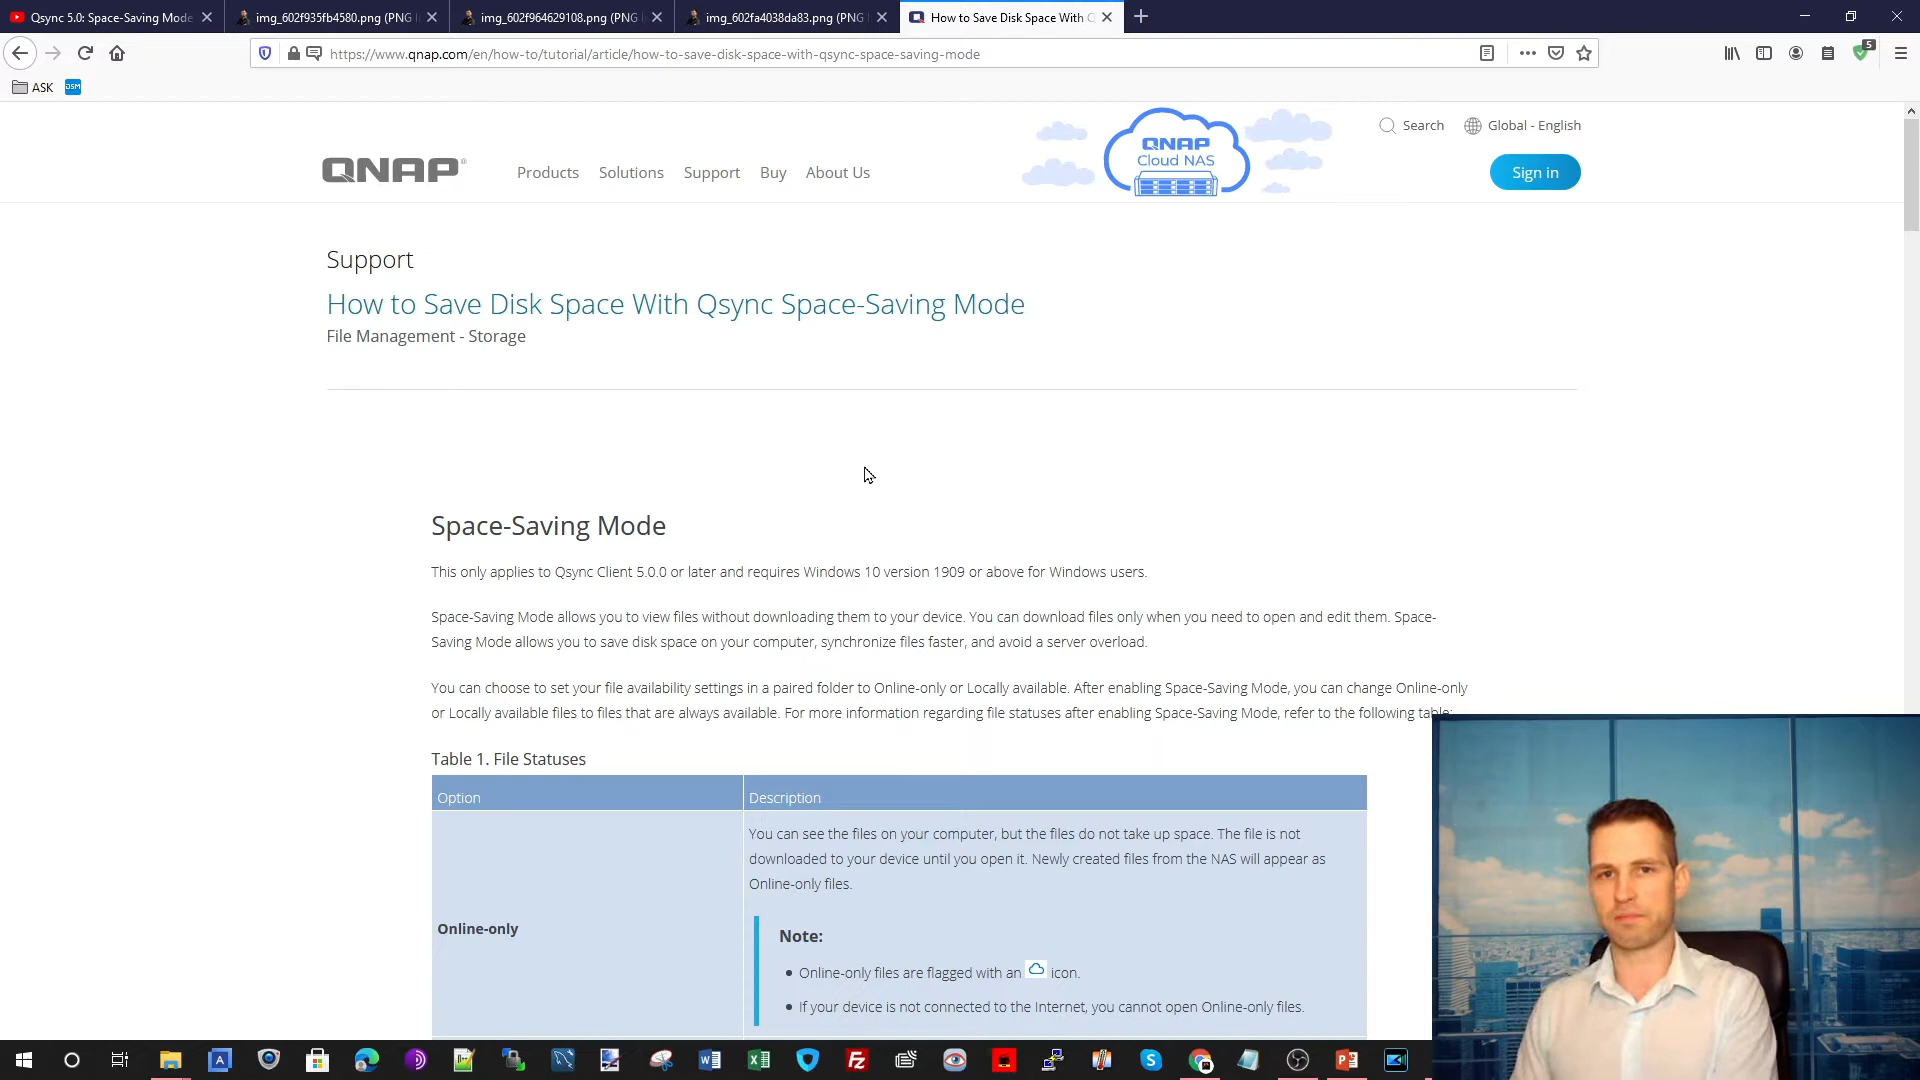 Qsync 5.0: Space-Saving Mode
img_602f935fb4580.png (PNG I
img_602f964629108.png (PNG I
img_602fa4038da83.png (PNG
How to Save Disk Space With Q
5
https://www.qnap.com/en/how-to/tutorial/article/how-to-save-disk-space-with-qsync-space-saving-mode
ASK
DSM
Search
Global - English
QNAP
Products
Solutions
Support
Buy
About Us
QNAP
Cloud NAS
Sign in
Support
How to Save Disk Space With Qsync Space-Saving Mode
File Management - Storage
Space-Saving Mode
This only applies to Qsync Client 5.0.0 or later and requires Windows 10 version 1909 or above for Windows users.
Space-Saving Mode allows you to view files without downloading them to your device. You can download files only when you need to open and edit them. Space-
Saving Mode allows you to save disk space on your computer, synchronize files faster, and avoid a server overload.
You can choose to set your file availability settings in a paired folder to Online-only or Locally available. After enabling Space-Saving Mode, you can change Online-only
or Locally available files to files that are always available. For more information regarding file statuses after enabling Space-Saving Mode, refer to the following table:
Table 1. File Statuses
Option
Description
Online-only
You can see the files on your computer, but the files do not take up space. The file is not
downloaded to your device until you open it. Newly created files from the NAS will appear as
Online-only files.
Note:
• Online-only files are flagged with an icon.
• If your device is not connected to the Internet, you cannot open Online-only files.